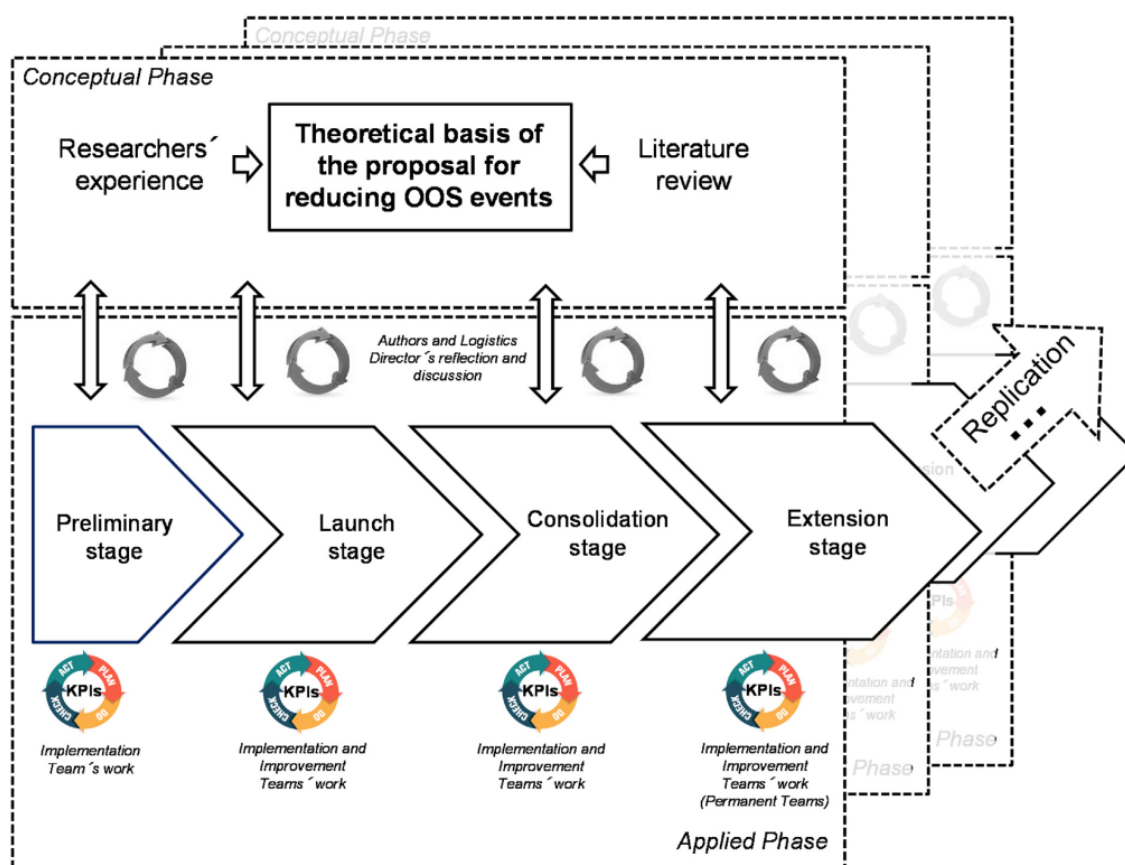 Conceptual Phase
Conceptual Phase
Researchers´
experience
Theoretical basis of
the proposal for
reducing OOS events
Literature
review
Authors and Logistics
Director´s reflection and
discussion
Replication
...
Preliminary
stage
Launch
stage
Consolidation
stage
Extension
stage
ACT
PLAN
DO
CHECK
KPIs
ACT
PLAN
DO
CHECK
KPIs
ACT
PLAN
DO
CHECK
KPIs
ACT
PLAN
DO
CHECK
KPIs
Implementation
Team´s work
Implementation and
Improvement
Teams´work
Implementation and
Improvement
Teams´work
Implementation and
Improvement
Teams´work
(Permanent Teams)
Phase
Phase
Applied Phase